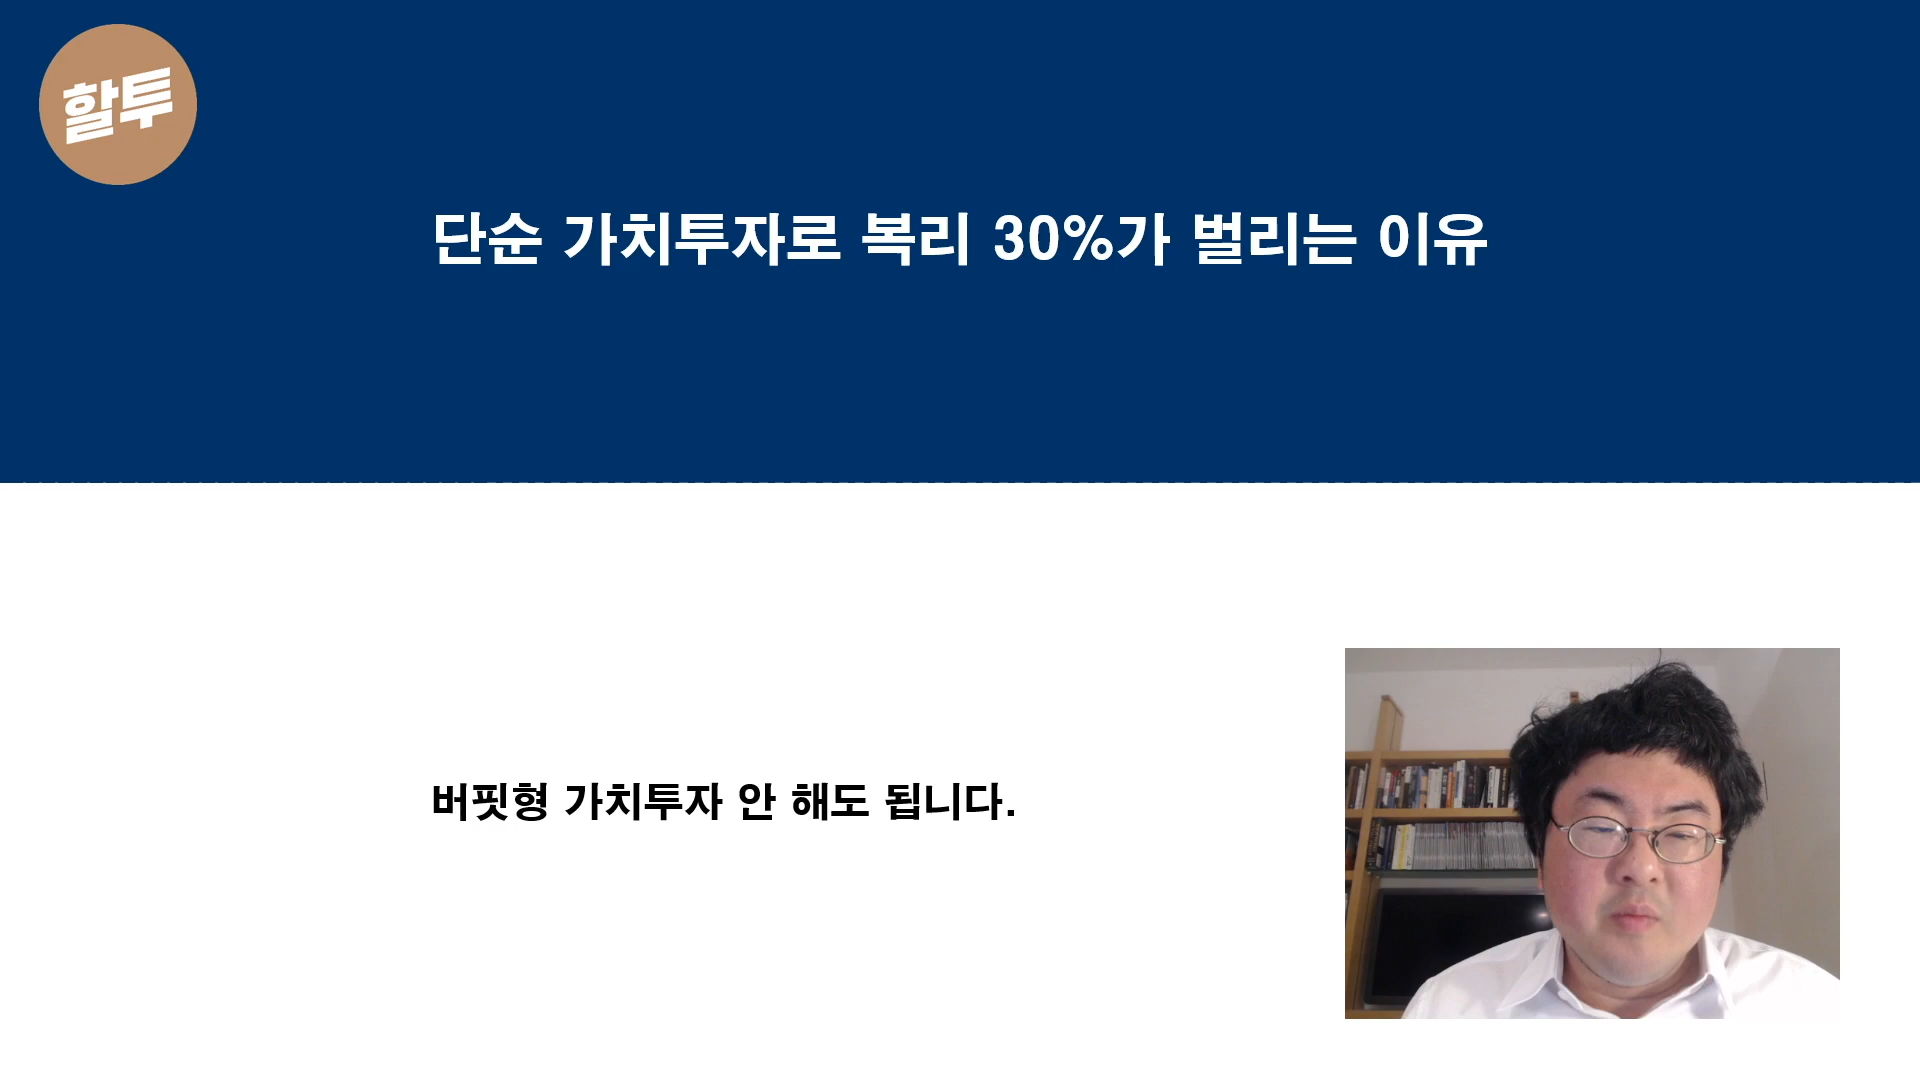 할투
단순 가치투자로 복리 30%가 벌리는 이유
버핏형 가치투자 안 해도 됩니다.